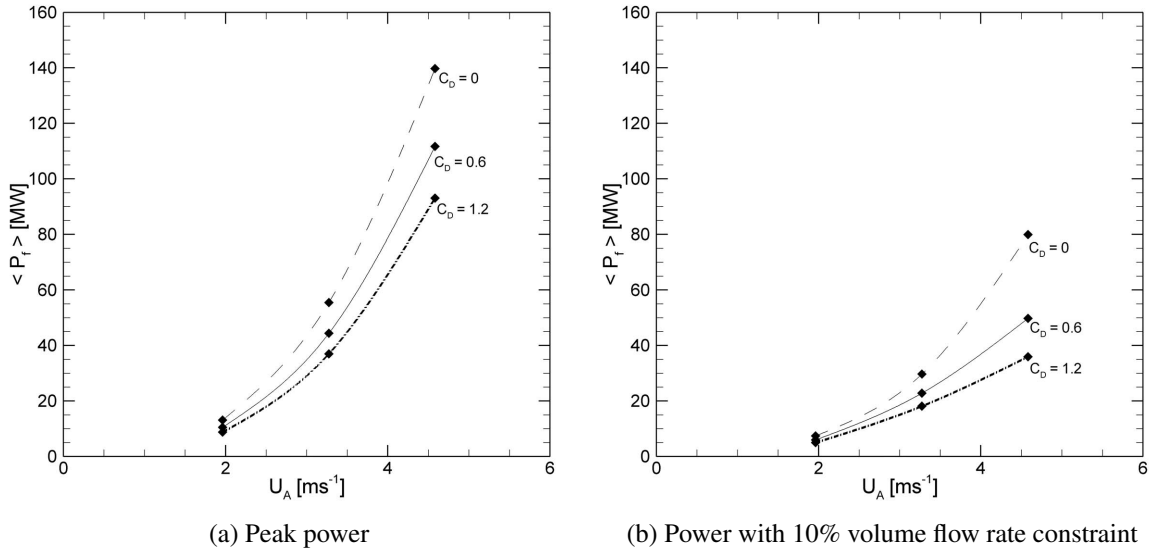 160
140
120
100
80
60
40
20
0
< P_f > [MW]
0
2
4
6
U_A [ms⁻¹]
C_D = 0
C_D = 0.6
C_D = 1.2
(a) Peak power
160
140
120
100
80
60
40
20
0
< P_f > [MW]
0
2
4
6
U_A [ms⁻¹]
C_D = 0
C_D = 0.6
C_D = 1.2
(b) Power with 10% volume flow rate constraint